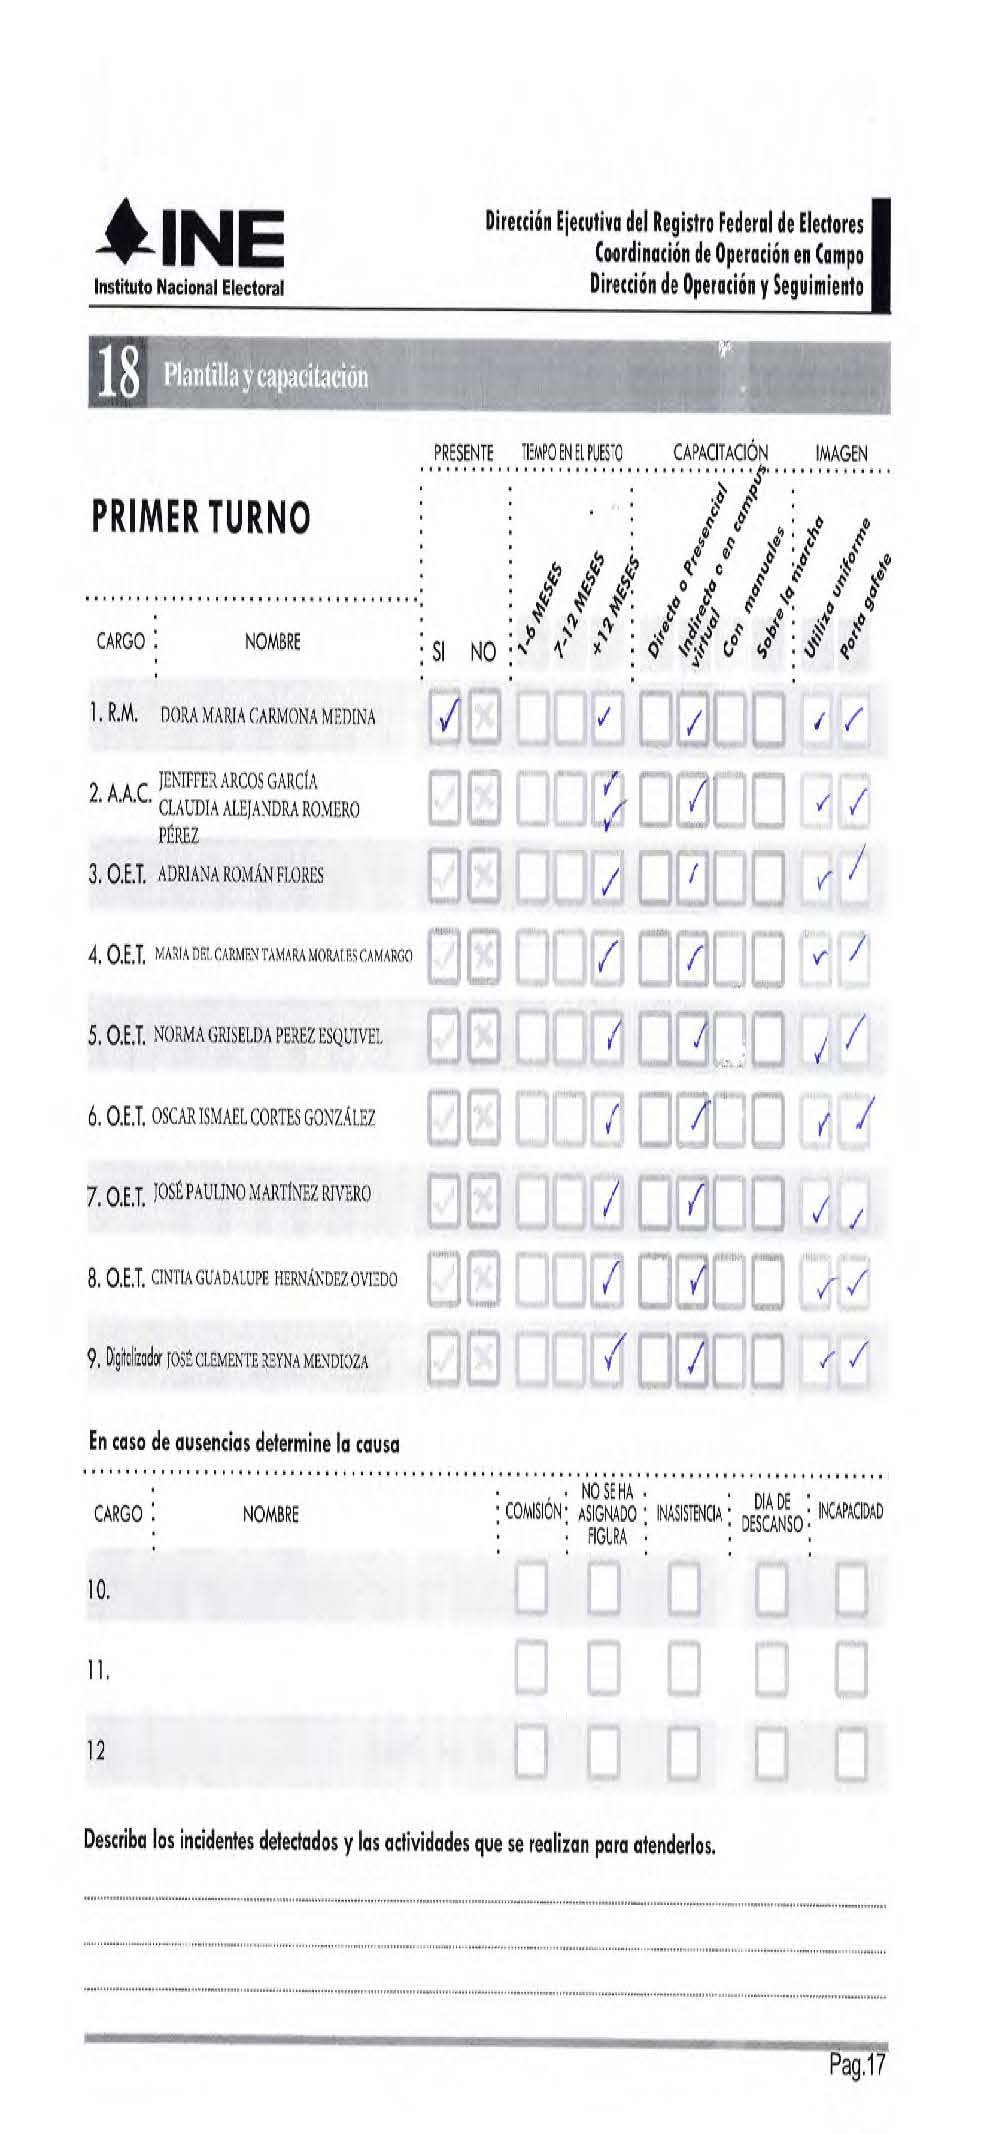 INE
Instituto Nacional Electoral
Dirección Ejecutiva del Registro Federal de Electores
Coordinación de Operación en Campo
Dirección de Operación y Seguimiento
18 Plantilla y capacitación
PRESENTE TIEMPO EN EL PUESTO CAPACITACIÓN IMAGEN
PRIMER TURNO
CARGO NOMBRE SI NO 1-6 MESES 7-12 MESES +12 MESES Directa o Presencial Indirecta o en campus virtual Con manuales Sobre la marcha Utiliza uniforme Porta gafete
1. R.M. DORA MARIA CARMONA MEDINA
2. A.A.C. JENIFFER ARCOS GARCÍA
CLAUDIA ALEJANDRA ROMERO
PÉREZ
3. O.E.T. ADRIANA ROMÁN FLORES
4. O.E.T. MARIA DEL CARMEN TAMARA MORALES CAMARGO
5. O.E.T. NORMA GRISELDA PEREZ ESQUIVEL
6. O.E.T. OSCAR ISMAEL CORTES GONZÁLEZ
7. O.E.T. JOSÉ PAULINO MARTÍNEZ RIVERO
8. O.E.T. CINTIA GUADALUPE HERNÁNDEZ OVIEDO
9. Digitalizador JOSÉ CLEMENTE REYNA MENDIOZA
En caso de ausencias determine la causa
CARGO NOMBRE COMISIÓN NO SE HA ASIGNADO FIGURA INASISTENCIA DIA DE DESCANSO INCAPACIDAD
10.
11.
12
Describa los incidentes detectados y las actividades que se realizan para atenderlos.
Pag.17